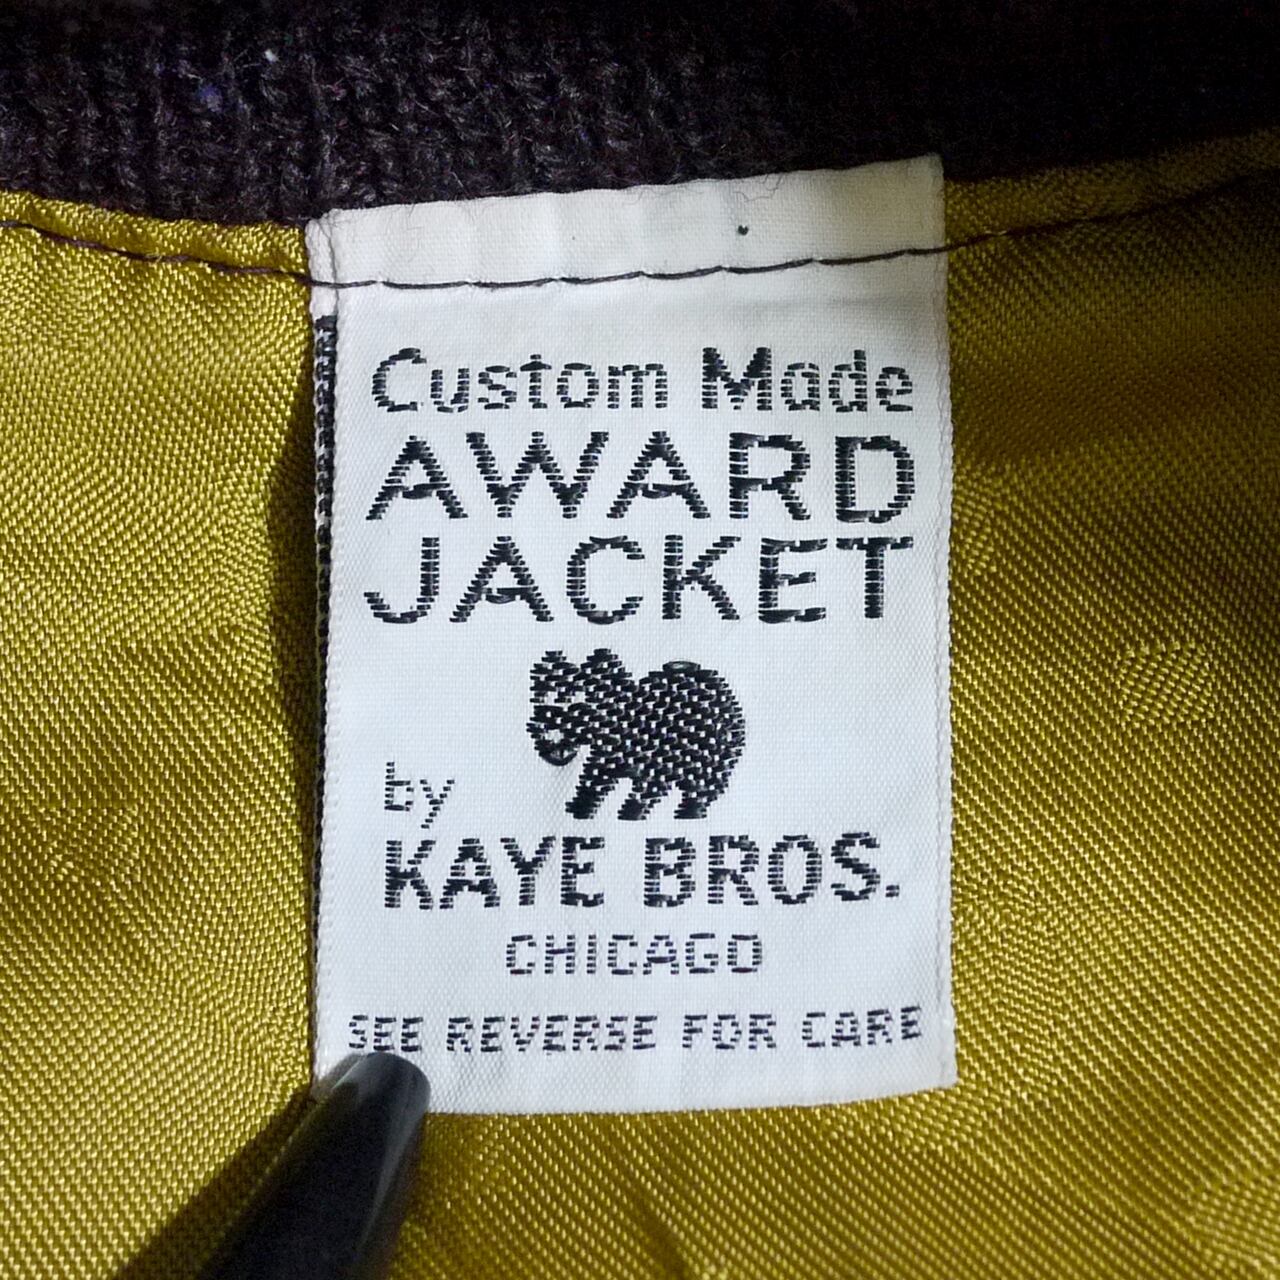 Custom Made
AWARD
JACKET
by
KAYE BROS.
CHICAGO
SEE REVERSE FOR CARE